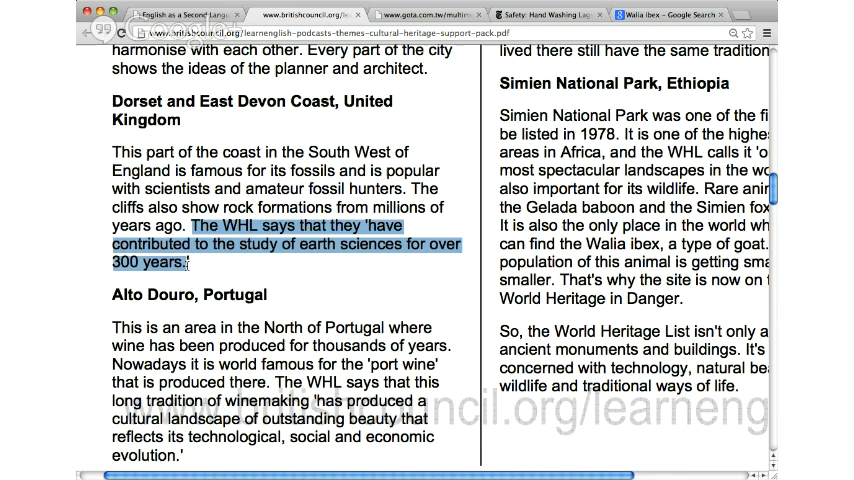 English as a Second Langu
www.britishcouncil.org/lea
www.gota.com.tw/multime
Safety: Hand Washing Lag
Walia ibex - Google Search
www.britishcouncil.org/learnenglish-podcasts-themes-cultural-heritage-support-pack.pdf
harmonise with each other. Every part of the city
shows the ideas of the planner and architect.
Dorset and East Devon Coast, United
Kingdom
This part of the coast in the South West of
England is famous for its fossils and is popular
with scientists and amateur fossil hunters. The
cliffs also show rock formations from millions of
years ago. The WHL says that they 'have
contributed to the study of earth sciences for over
300 years.'
Alto Douro, Portugal
This is an area in the North of Portugal where
wine has been produced for thousands of years.
Nowadays it is world famous for the 'port wine'
that is produced there. The WHL says that this
long tradition of winemaking 'has produced a
cultural landscape of outstanding beauty that
reflects its technological, social and economic
evolution.'
lived there still have the same tradition
Simien National Park, Ethiopia
Simien National Park was one of the fi
be listed in 1978. It is one of the highes
areas in Africa, and the WHL calls it 'o
most spectacular landscapes in the wo
also important for its wildlife. Rare anim
the Gelada baboon and the Simien fox
It is also the only place in the world wh
can find the Walia ibex, a type of goat.
population of this animal is getting sma
smaller. That's why the site is now on t
World Heritage in Danger.
So, the World Heritage List isn't only a
ancient monuments and buildings. It's
concerned with technology, natural bea
wildlife and traditional ways of life.
www.britishcouncil.org/learneng